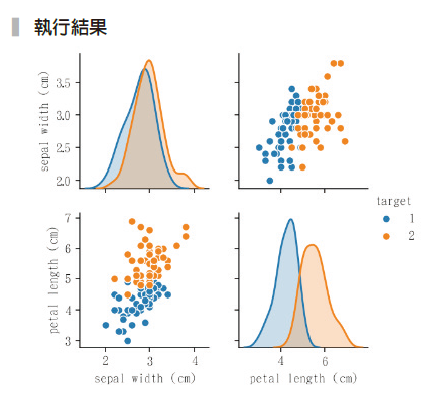 執行結果
sepal width (cm)
3.5
3.0
2.5
2.0
target
1
2
petal length (cm)
7
6
5
4
3
2 3 4
sepal width (cm)
4 6
petal length (cm)